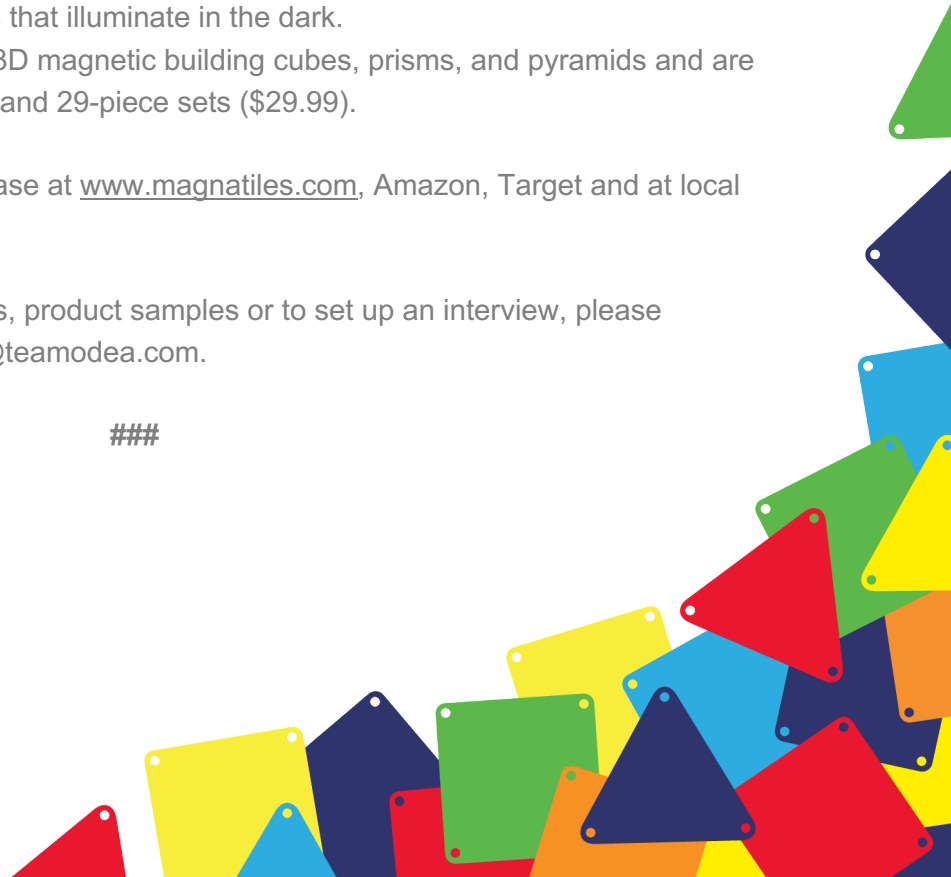 that illuminate in the dark.
3D magnetic building cubes, prisms, and pyramids and are
and 29-piece sets ($29.99).
ase at www.magnatiles.com, Amazon, Target and at local
s, product samples or to set up an interview, please
@teamodea.com.
###